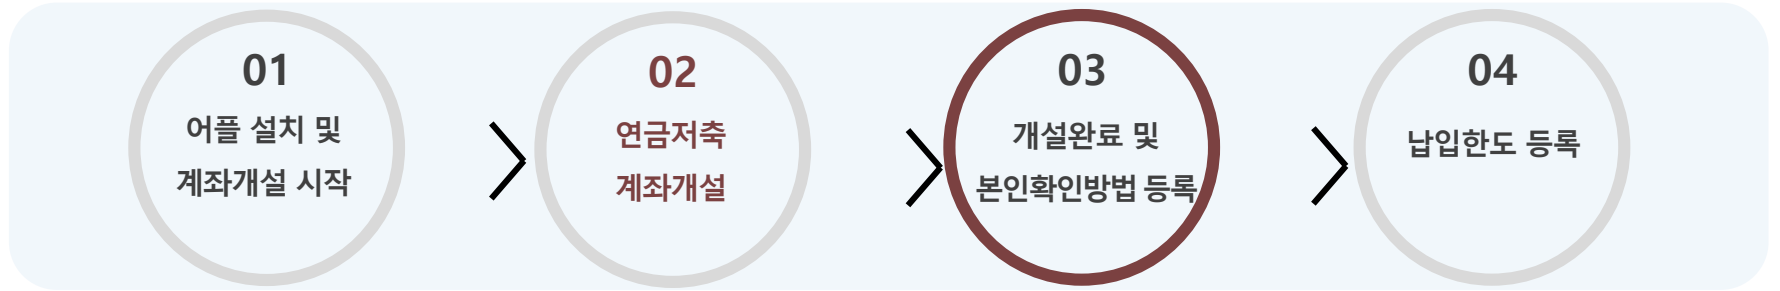 01
어플 설치 및
계좌개설 시작
02
연금저축
계좌개설
03
개설완료 및
본인확인방법 등록
04
납입한도 등록